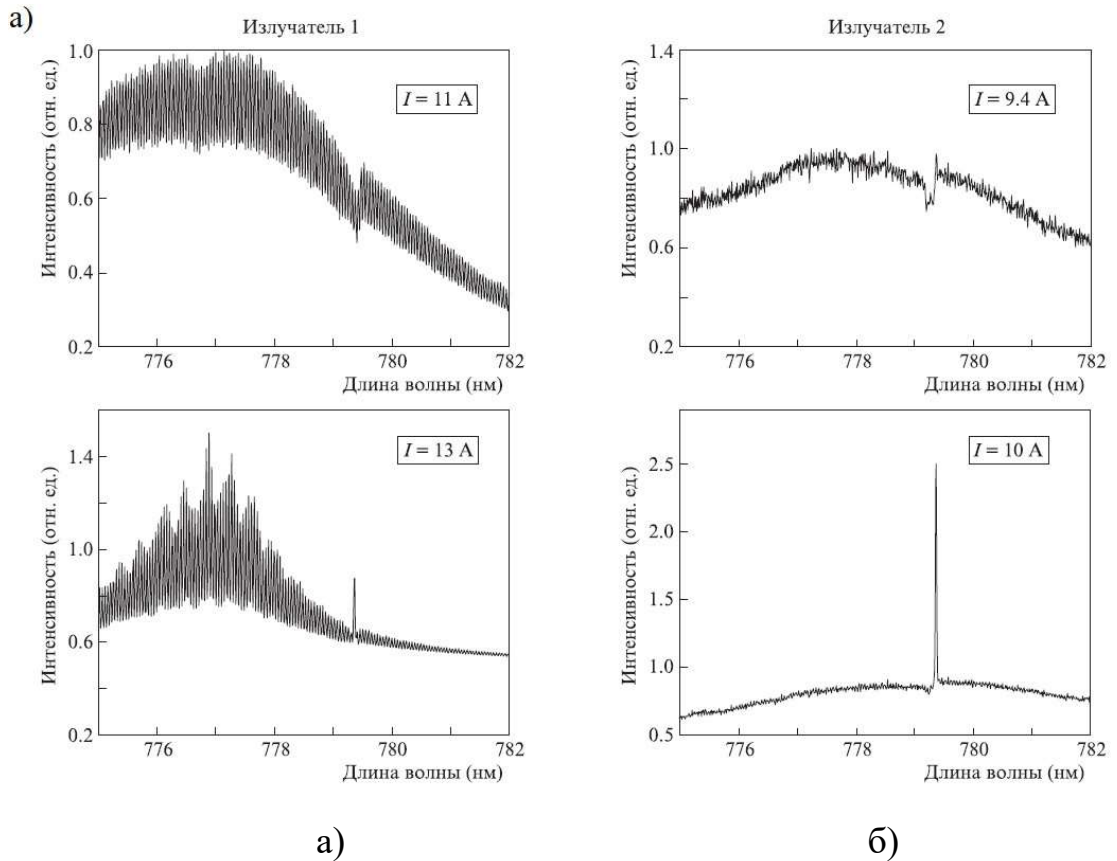 а)
Излучатель 1
Интенсивность (отн. ед.)
1.0
0.8
0.6
0.4
0.2
I = 11 A
776
778
780
782
Длина волны (нм)
Излучатель 2
Интенсивность (отн. ед.)
1.4
1.0
0.6
0.2
I = 9.4 A
776
778
780
782
Длина волны (нм)
Интенсивность (отн. ед.)
1.4
1.0
0.6
0.2
I = 13 A
776
778
780
782
Длина волны (нм)
Интенсивность (отн. ед.)
2.5
2.0
1.5
1.0
0.5
I = 10 A
776
778
780
782
Длина волны (нм)
а)
б)